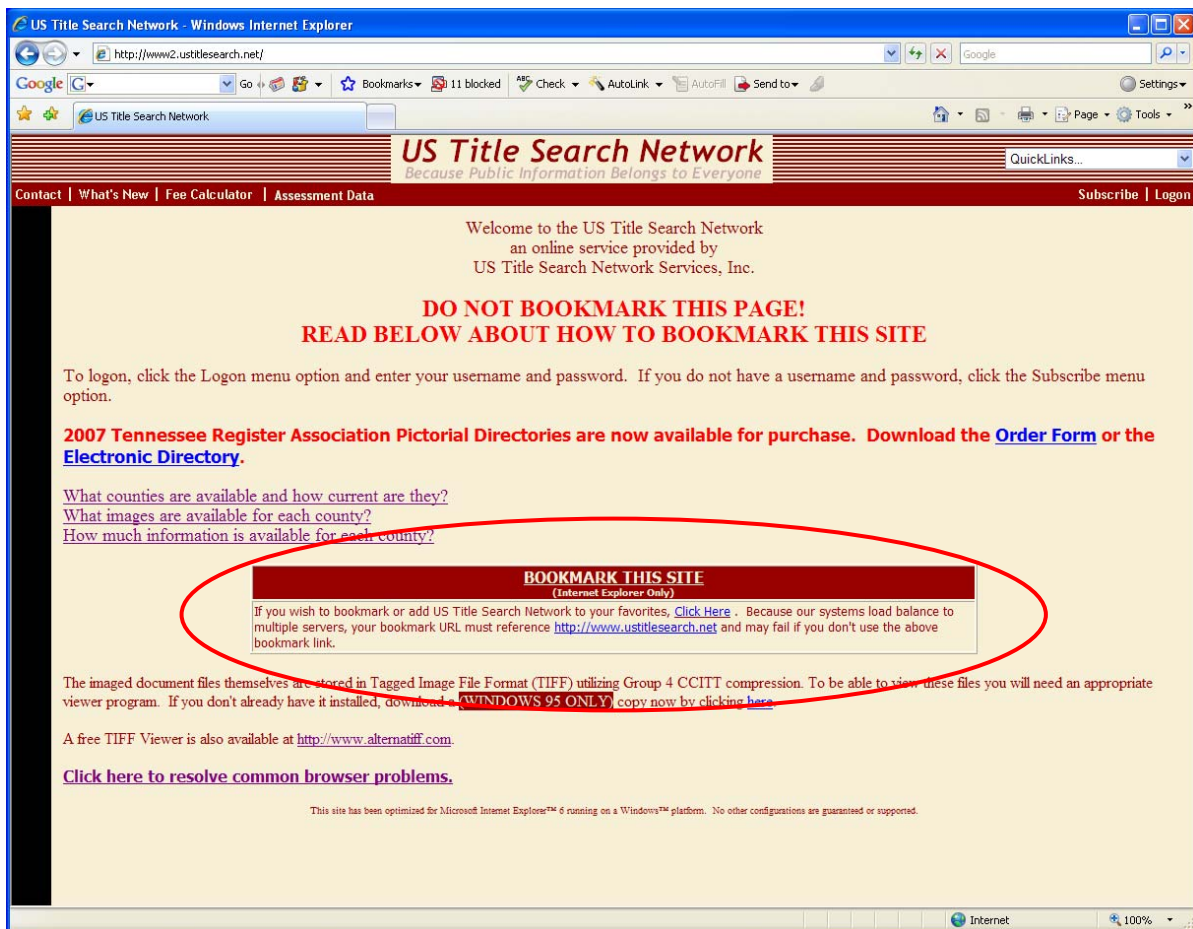 US Title Search Network - Windows Internet Explorer
http://www2.ustitlesearch.net/
Google
Google G Go Bookmarks 11 blocked ABC Check AutoLink AutoFill Send to Settings
US Title Search Network Page Tools »
US Title Search Network
Because Public Information Belongs to Everyone
QuickLinks...
Contact | What's New | Fee Calculator | Assessment Data Subscribe | Logon
Welcome to the US Title Search Network
an online service provided by
US Title Search Network Services, Inc.
DO NOT BOOKMARK THIS PAGE!
READ BELOW ABOUT HOW TO BOOKMARK THIS SITE
To logon, click the Logon menu option and enter your username and password. If you do not have a username and password, click the Subscribe menu
option.
2007 Tennessee Register Association Pictorial Directories are now available for purchase. Download the Order Form or the
Electronic Directory.
What counties are available and how current are they?
What images are available for each county?
How much information is available for each county?
BOOKMARK THIS SITE
(Internet Explorer Only)
If you wish to bookmark or add US Title Search Network to your favorites, Click Here . Because our systems load balance to
multiple servers, your bookmark URL must reference http://www.ustitlesearch.net and may fail if you don't use the above
bookmark link.
The imaged document files themselves are stored in Tagged Image File Format (TIFF) utilizing Group 4 CCITT compression. To be able to view these files you will need an appropriate
viewer program. If you don't already have it installed, download a (WINDOWS 95 ONLY) copy now by clicking here.
A free TIFF Viewer is also available at http://www.alternatiff.com.
Click here to resolve common browser problems.
This site has been optimized for Microsoft Internet Explorer™ 6 running on a Windows™ platform. No other configurations are guaranteed or supported.
Internet 100%